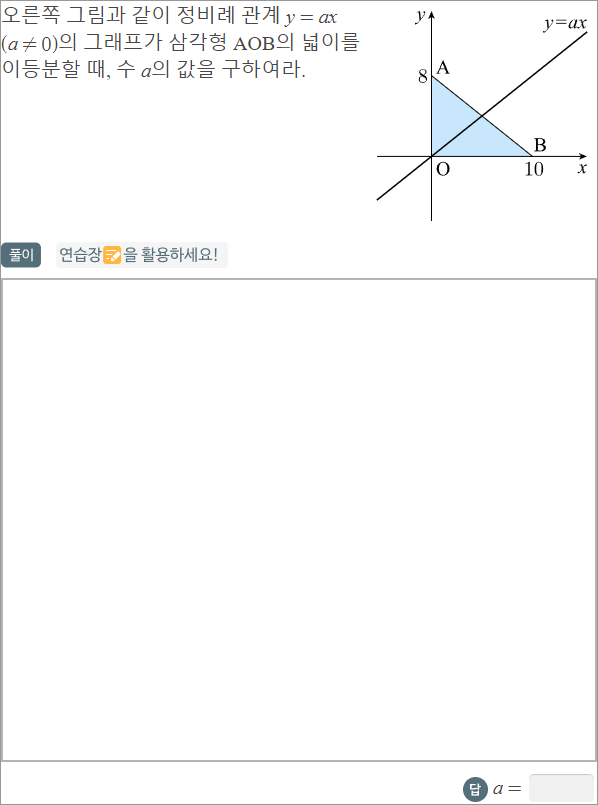 오른쪽 그림과 같이 정비례 관계 y = ax
(a ≠ 0)의 그래프가 삼각형 AOB의 넓이를
이등분할 때, 수 a의 값을 구하여라.
y
y=ax
8 A
B
O 10 x
풀이 연습장을 활용하세요!
답 a =